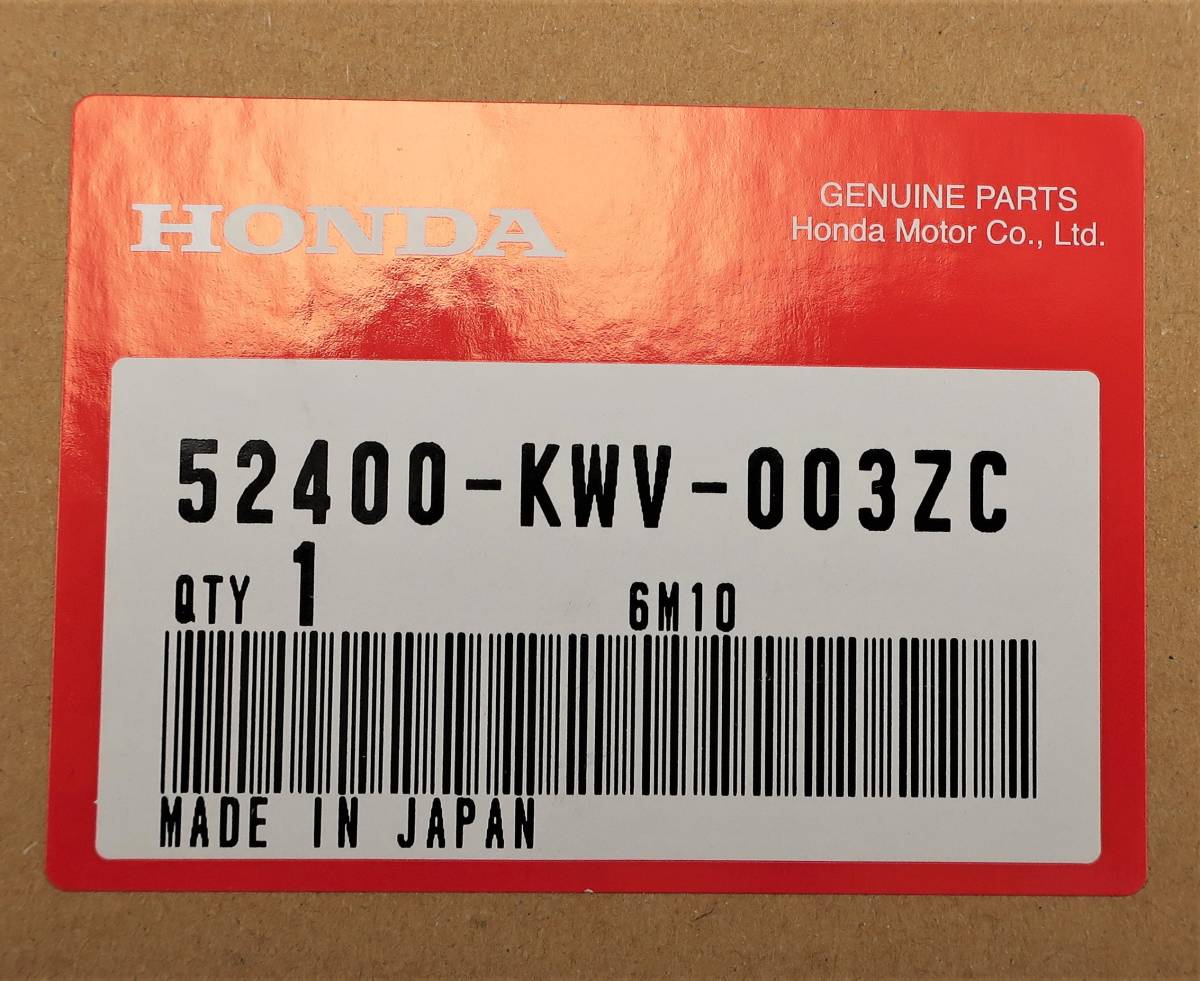 HONDA
GENUINE PARTS
Honda Motor Co., Ltd.
52400-KWV-003ZC
QTY 1 6M10
MADE IN JAPAN